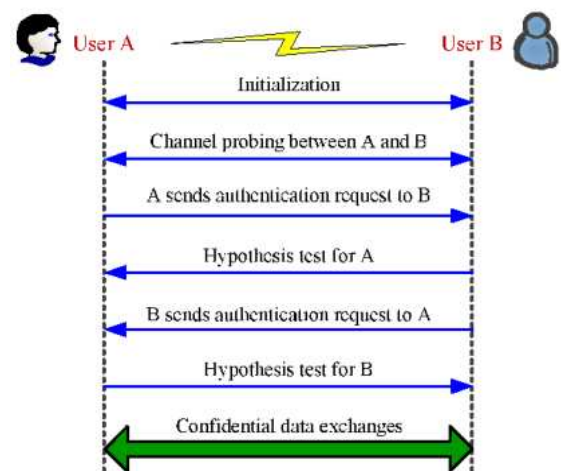 User A
User B
Initialization
Channel probing between A and B
A sends authentication request to B
Hypothesis test for A
B sends authentication request to A
Hypothesis test for B
Confidential data exchanges